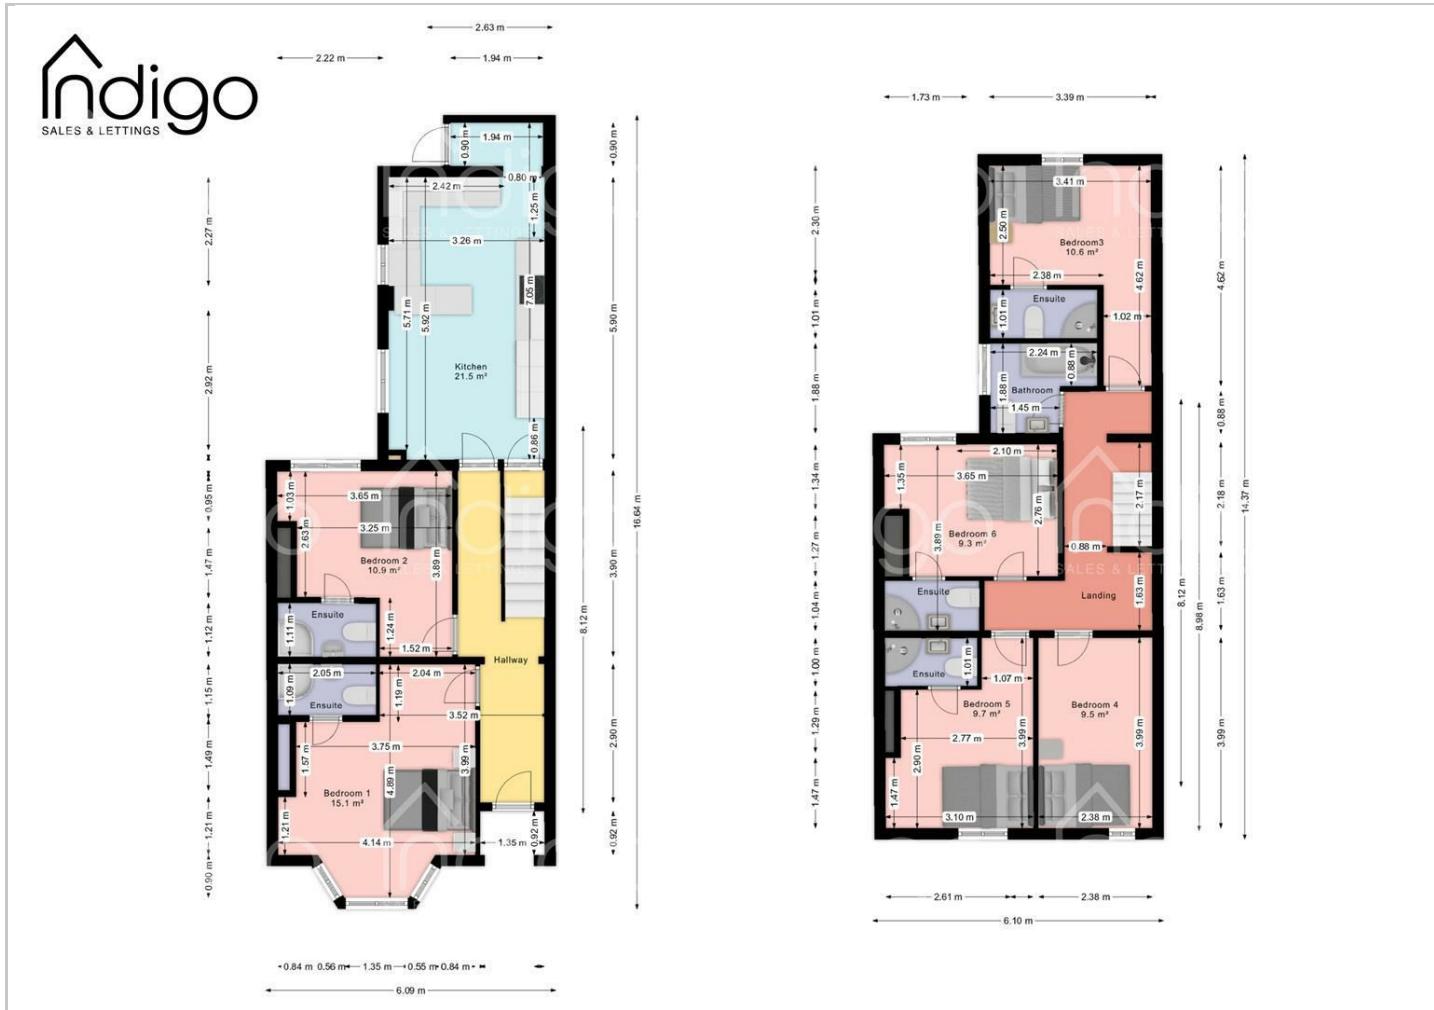 indigo
SALES & LETTINGS
2.63 m
2.22 m
1.94 m
0.90 m
1.94 m
0.90 m
2.42 m
0.80 m
1.25 m
3.26 m
2.27 m
7.05 m
5.71 m
5.92 m
5.90 m
2.92 m
Kitchen
21.5 m²
0.86 m
0.95 m
1.03 m
3.65 m
3.25 m
2.63 m
Bedroom 2
10.9 m²
3.89 m
1.47 m
3.90 m
16.64 m
8.12 m
Ensuite
1.12 m
1.11 m
1.24 m
1.52 m
Hallway
2.05 m
2.04 m
1.15 m
1.09 m
1.19 m
Ensuite
3.52 m
3.75 m
3.99 m
2.90 m
1.49 m
1.57 m
4.89 m
Bedroom 1
15.1 m²
1.21 m
1.21 m
4.14 m
1.35 m
0.92 m
0.92 m
0.90 m
0.84 m 0.56 m 1.35 m 0.55 m 0.84 m
6.09 m
1.73 m
3.39 m
3.41 m
2.30 m
2.50 m
Bedroom3
10.6 m²
2.38 m
4.62 m
4.62 m
Ensuite
1.01 m
1.01 m
1.02 m
2.24 m
0.88 m
1.88 m
1.88 m
Bathroom
1.45 m
0.88 m
2.10 m
1.34 m
1.35 m
3.65 m
2.76 m
2.17 m
2.18 m
14.37 m
Bedroom 6
9.3 m²
3.89 m
1.27 m
0.88 m
Ensuite
1.04 m
Landing
1.63 m
1.63 m
8.12 m
8.98 m
1.00 m
1.01 m
Ensuite
1.07 m
Bedroom 5
9.7 m²
Bedroom 4
9.5 m²
1.29 m
2.77 m
3.99 m
3.99 m
3.99 m
2.90 m
1.47 m
1.47 m
3.10 m
2.38 m
2.61 m
2.38 m
6.10 m